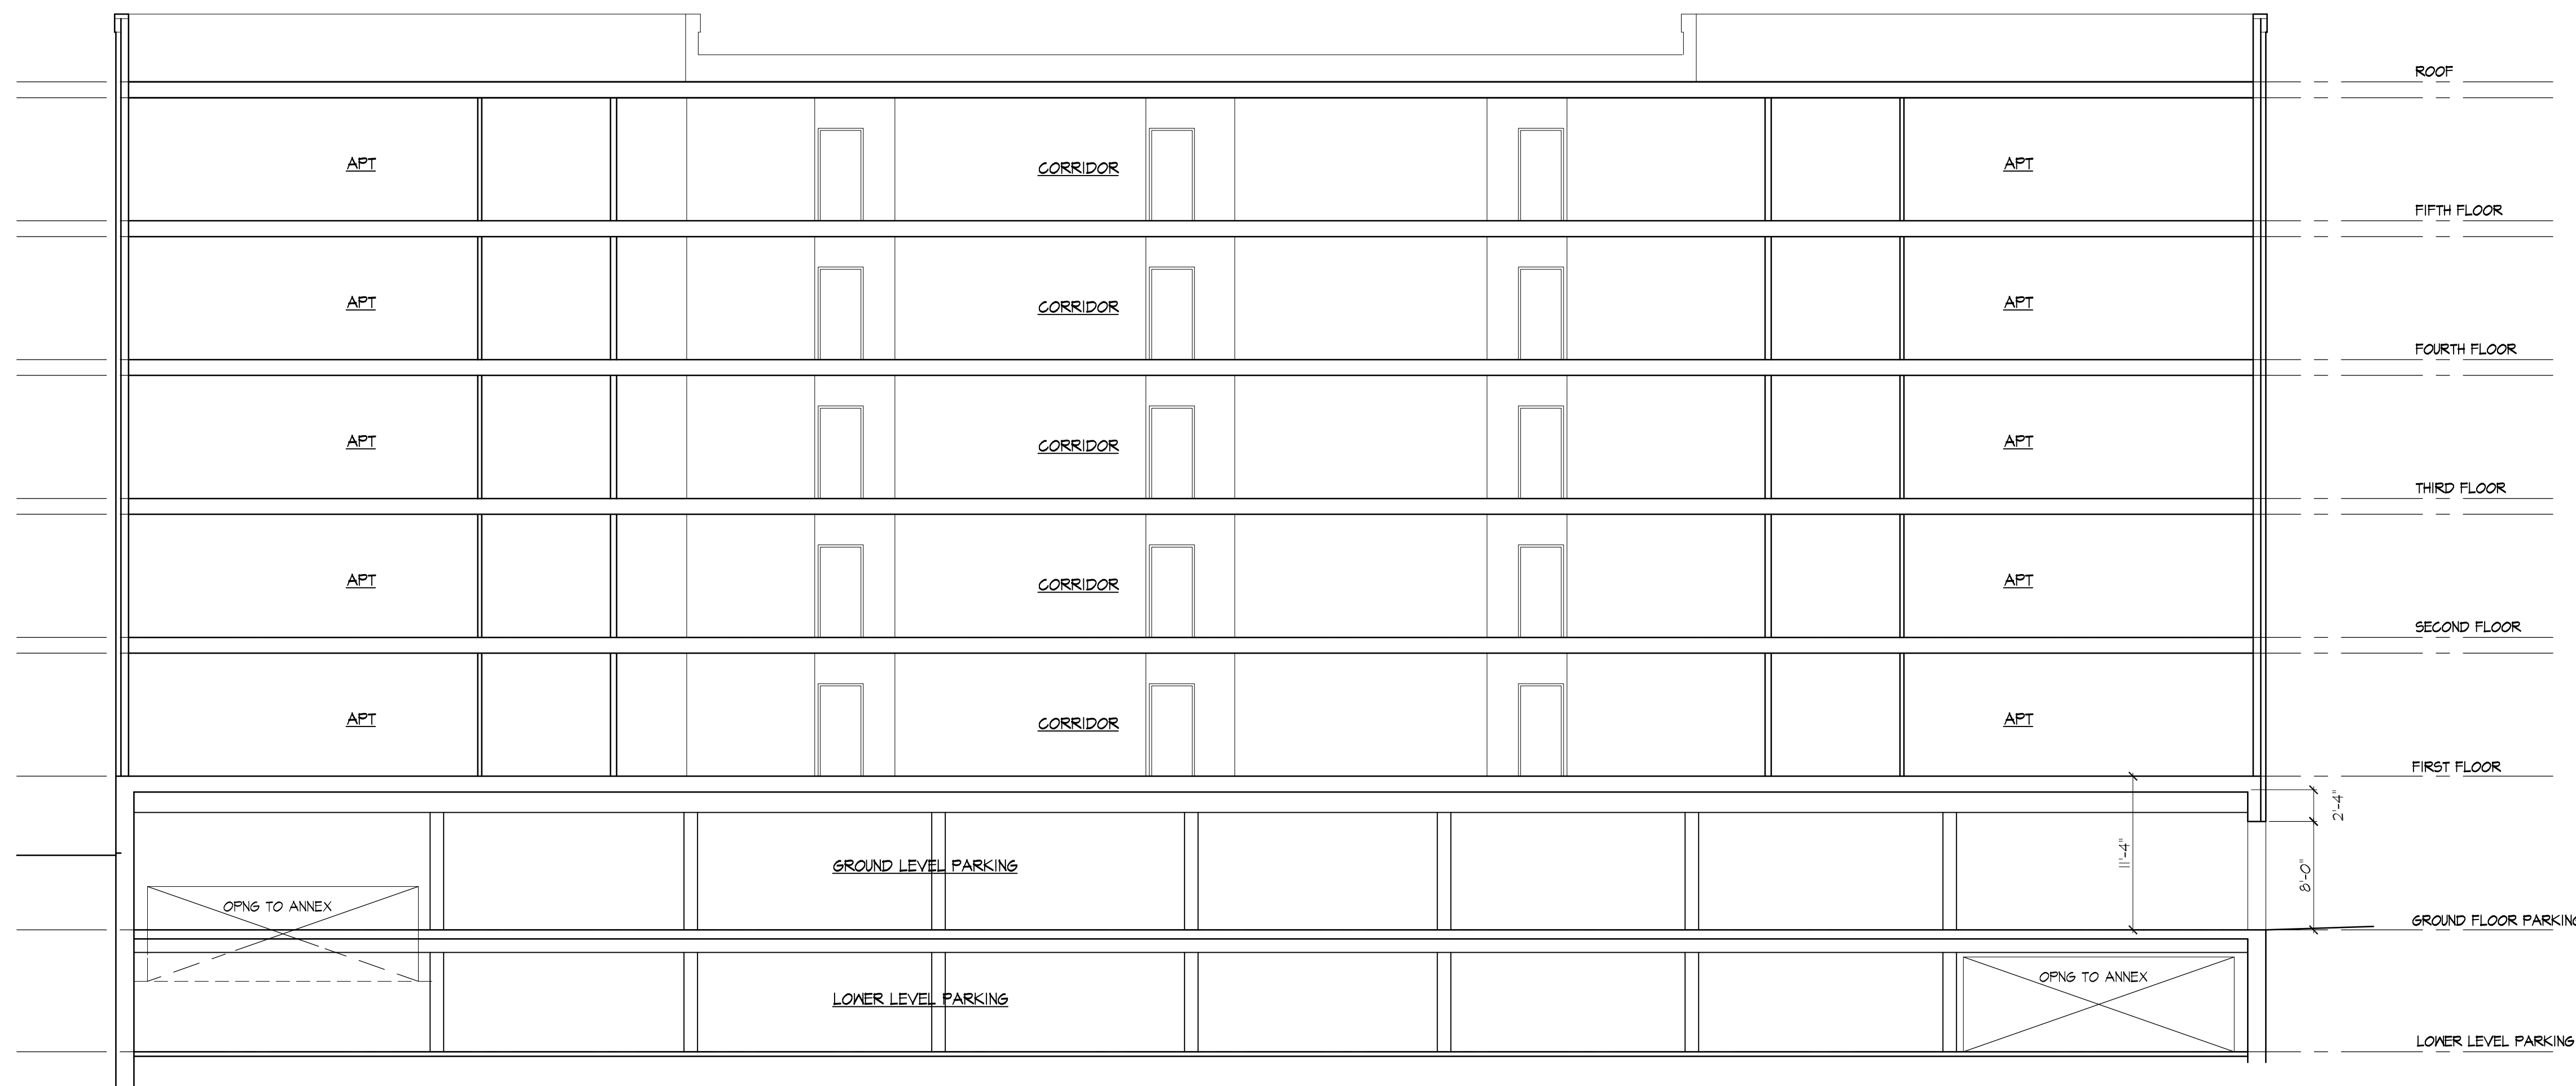 ROOF
APT
CORRIDOR
APT
FIFTH FLOOR
APT
CORRIDOR
APT
FOURTH FLOOR
APT
CORRIDOR
APT
THIRD FLOOR
APT
CORRIDOR
APT
SECOND FLOOR
APT
CORRIDOR
APT
FIRST FLOOR
2'-4"
11'-4"
8'-0"
GROUND LEVEL PARKING
OPNG TO ANNEX
GROUND FLOOR PARKING
OPNG TO ANNEX
LOWER LEVEL PARKING
LOWER LEVEL PARKING